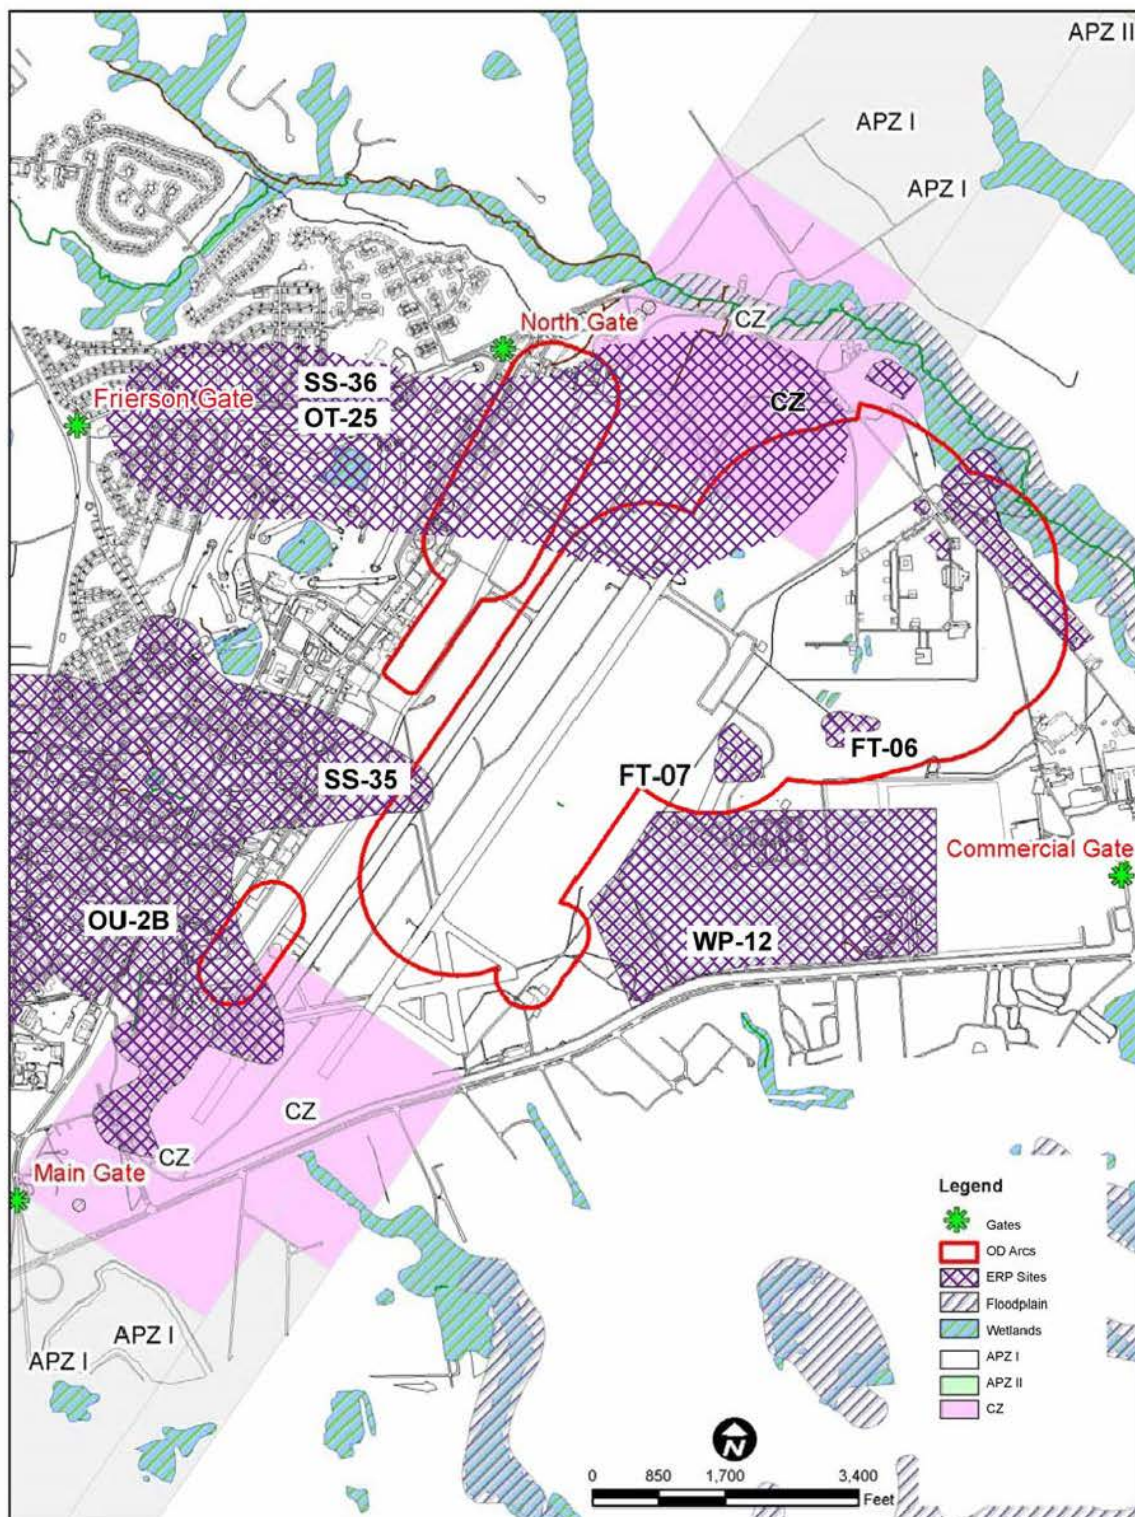 APZ II
APZ I
APZ I
North Gate
CZ
SS-36
Frierson Gate
OT-25
CZ
SS-35
FT-07
FT-06
Commercial Gate
OU-2B
WP-12
CZ
CZ
Main Gate
APZ I
APZ I
Legend
Gates
OD Arcs
ERP Sites
Floodplain
Wetlands
APZ I
APZ II
CZ
N
0 850 1,700 3,400
Feet